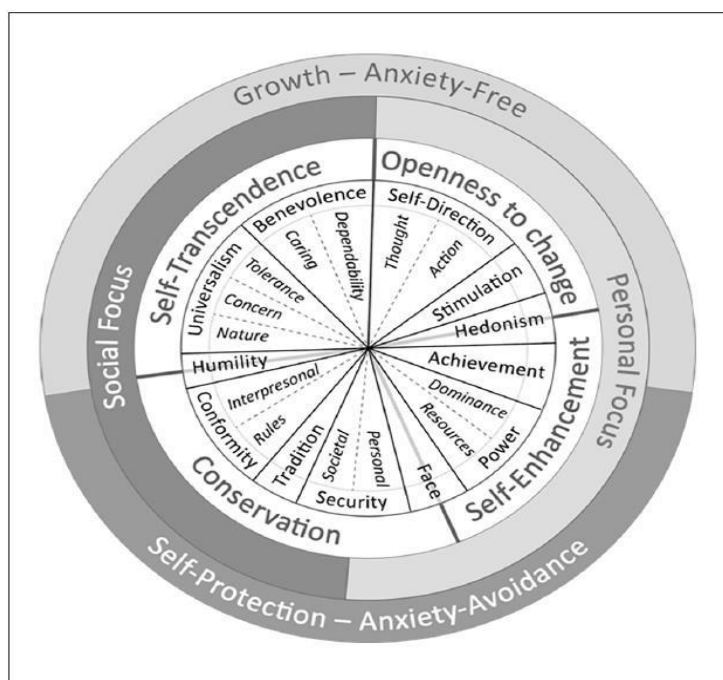 Growth – Anxiety-Free
Social Focus
Personal Focus
Self-Protection – Anxiety-Avoidance
Self-Transcendence
Openness to change
Self-Enhancement
Conservation
Benevolence
Caring
Dependability
Self-Direction
Thought
Action
Stimulation
Hedonism
Achievement
Power
Dominance
Resources
Face
Security
Personal
Societal
Tradition
Conformity
Rules
Interpresonal
Humility
Universalism
Nature
Concern
Tolerance